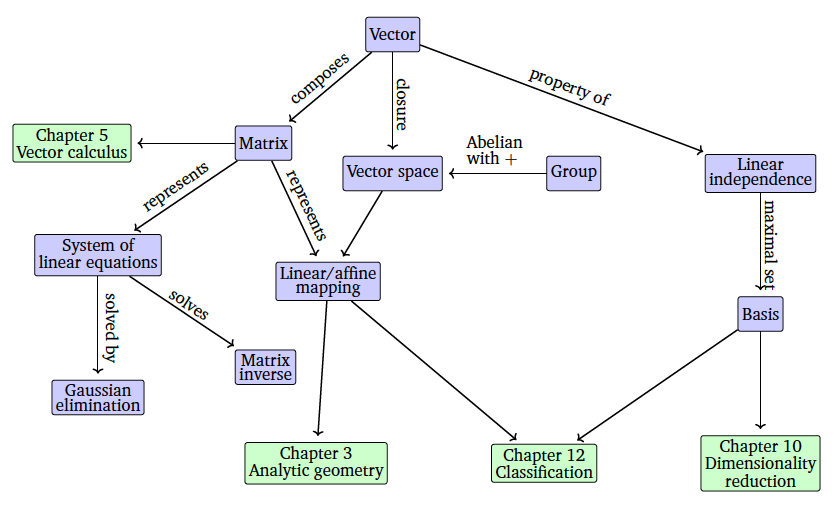 Vector
composes
closure
property of
Chapter 5
Vector calculus
Matrix
Abelian
with +
Vector space
Group
Linear
independence
represents
represents
maximal set
System of
linear equations
Linear/affine
mapping
solved by
solves
Basis
Matrix
inverse
Gaussian
elimination
Chapter 3
Analytic geometry
Chapter 12
Classification
Chapter 10
Dimensionality
reduction